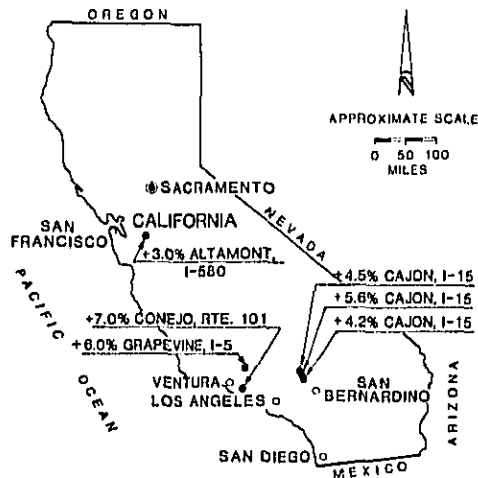 OREGON
APPROXIMATE SCALE
0 50 100
MILES
SACRAMENTO
NEVADA
SAN
FRANCISCO
CALIFORNIA
+3.0% ALTAMONT,
I-580
+4.5% CAJON, I-15
+5.6% CAJON, I-15
+4.2% CAJON, I-15
+7.0% CONEJO, RTE. 101
+6.0% GRAPEVINE, I-5
PACIFIC
OCEAN
VENTURA
LOS ANGELES
SAN
BERNARDINO
ARIZONA
SAN DIEGO
MEXICO